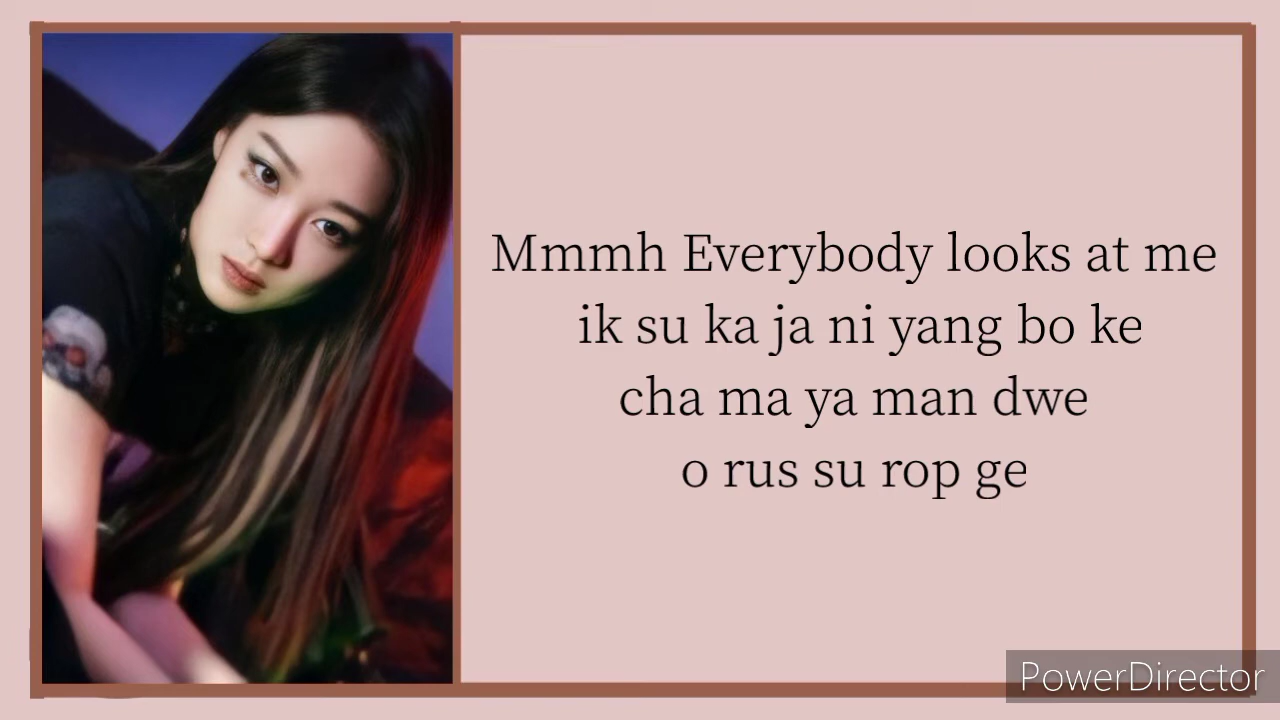 Mmmh Everybody looks at me
ik su ka ja ni yang bo ke
cha ma ya man dwe
o rus su rop ge
PowerDirector